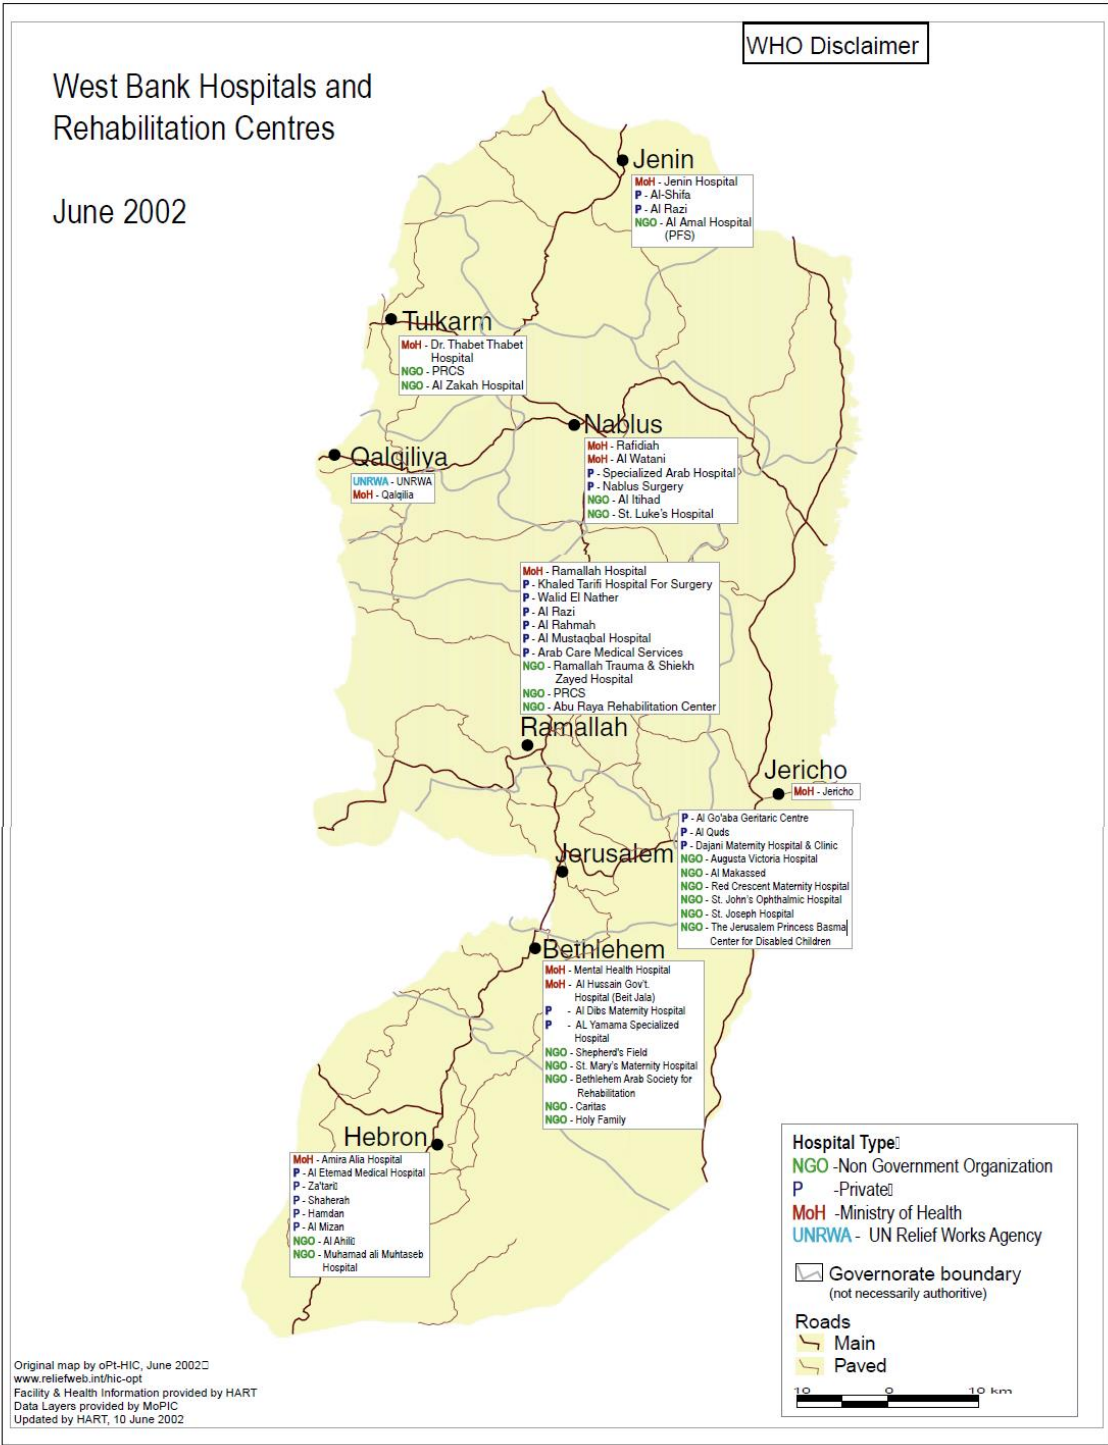 WHO Disclaimer
West Bank Hospitals and
Rehabilitation Centres
June 2002
Jenin
MoH - Jenin Hospital
P - Al-Shifa
P - Al Razi
NGO - Al Amal Hospital
(PFS)
Tulkarm
MoH - Dr. Thabet Thabet
Hospital
NGO - PRCS
NGO - Al Zakah Hospital
Nablus
MoH - Rafidiah
MoH - Al Watani
P - Specialized Arab Hospital
P - Nablus Surgery
NGO - Al Itihad
NGO - St. Luke's Hospital
Qalqiliya
UNRWA - UNRWA
MoH - Qalqilia
MoH - Ramallah Hospital
P - Khaled Tarifi Hospital For Surgery
P - Walid El Nather
P - Al Razi
P - Al Rahmah
P - Al Mustaqbal Hospital
P - Arab Care Medical Services
NGO - Ramallah Trauma & Shiekh
Zayed Hospital
NGO - PRCS
NGO - Abu Raya Rehabilitation Center
Ramallah
Jericho
MoH - Jericho
P - Al Go'aba Geritaric Centre
P - Al Quds
P - Dajani Maternity Hospital & Clinic
NGO - Augusta Victoria Hospital
NGO - Al Makassed
NGO - Red Crescent Maternity Hospital
NGO - St. John's Ophthalmic Hospital
NGO - St. Joseph Hospital
NGO - The Jerusalem Princess Basma
Center for Disabled Children
Jerusalem
Bethlehem
MoH - Mental Health Hospital
MoH - Al Hussain Gov't.
Hospital (Beit Jala)
P - Al Dibs Maternity Hospital
P - AL Yamama Specialized
Hospital
NGO - Shepherd's Field
NGO - St. Mary's Maternity Hospital
NGO - Bethlehem Arab Society for
Rehabilitation
NGO - Caritas
NGO - Holy Family
Hebron
MoH - Amira Alia Hospital
P - Al Etemad Medical Hospital
P - Za'tari
P - Shaherah
P - Hamdan
P - Al Mizan
NGO - Al Ahil
NGO - Muhamad ali Muhtaseb
Hospital
Hospital Type
NGO -Non Government Organization
P -Private
MoH -Ministry of Health
UNRWA - UN Relief Works Agency
Governorate boundary
(not necessarily authoritive)
Roads
Main
Paved
10 0 10 km
Original map by oPt-HIC, June 2002
www.reliefweb.int/hic-opt
Facility & Health Information provided by HART
Data Layers provided by MoPIC
Updated by HART, 10 June 2002